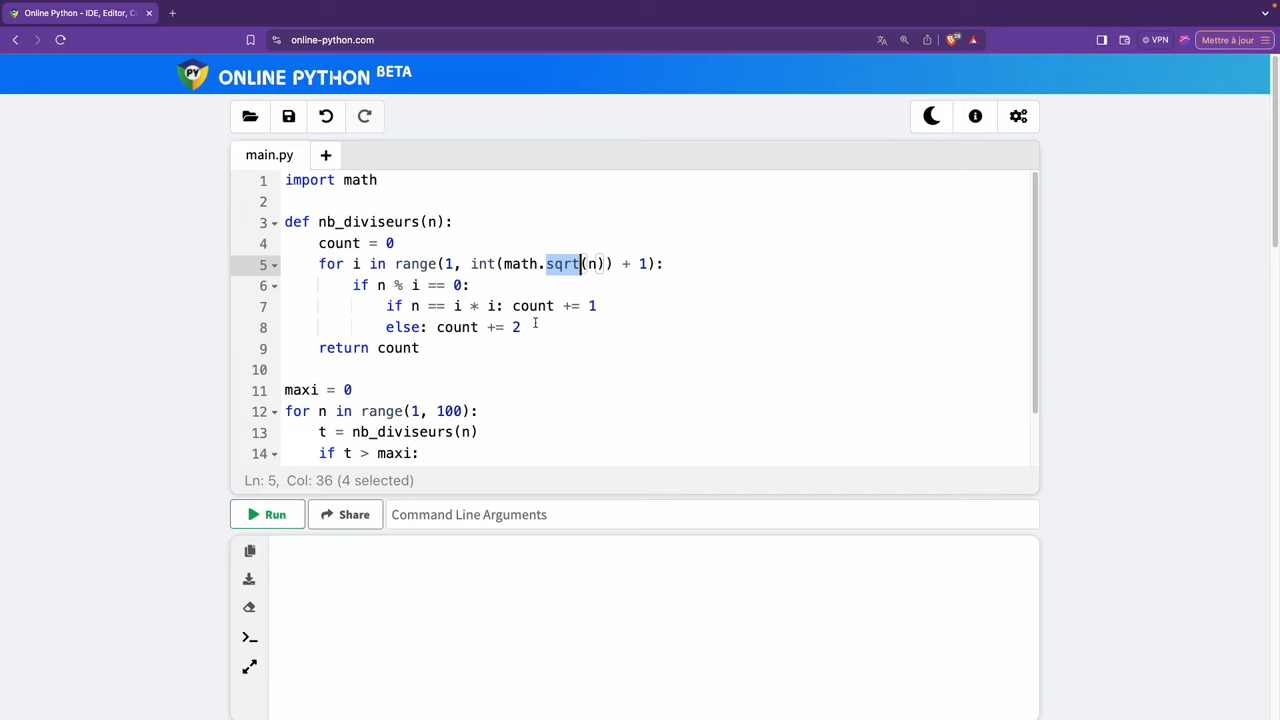 Online Python - IDE, Editor, C
online-python.com
28
VPN
Mettre à jour
PY
ONLINE PYTHON BETA
main.py
1 import math
2
3 def nb_diviseurs(n):
4     count = 0
5     for i in range(1, int(math.sqrt(n)) + 1):
6         if n % i == 0:
7             if n == i * i: count += 1
8             else: count += 2
9     return count
10
11 maxi = 0
12 for n in range(1, 100):
13     t = nb_diviseurs(n)
14     if t > maxi:
Ln: 5, Col: 36 (4 selected)
Run Share Command Line Arguments